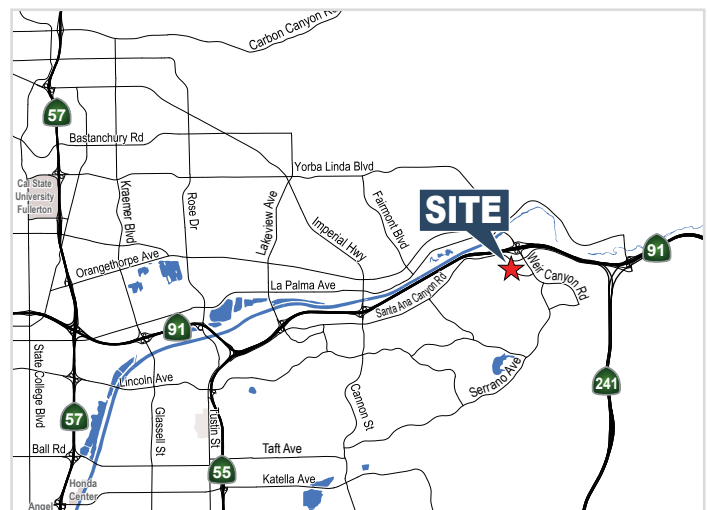 Carbon Canyon Rd
57
Bastanchury Rd
Yorba Linda Blvd
Cal State
University
Fullerton
Kraemer Blvd
Rose Dr
Lakeview Ave
Imperial Hwy
Fairmont Blvd
SITE
91
Weir Canyon Rd
Orangethorpe Ave
La Palma Ave
Santa Ana Canyon Rd
91
State College Blvd
Lincoln Ave
Serrano Ave
241
57
Glassell St
Tustin St
Cannon St
Ball Rd
Taft Ave
55
Katella Ave
Honda
Center
Angel